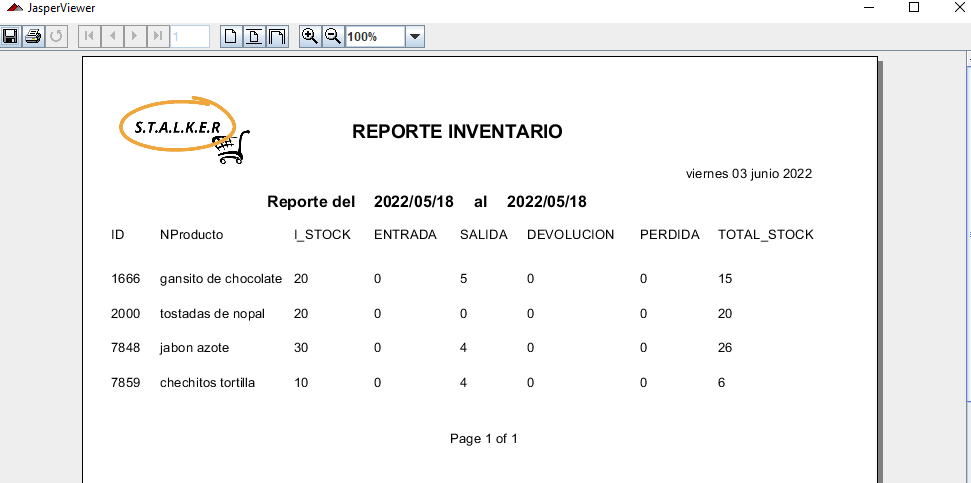 JasperViewer
1 100%
S.T.A.L.K.E.R
REPORTE INVENTARIO
viernes 03 junio 2022
Reporte del 2022/05/18 al 2022/05/18
ID NProducto I_STOCK ENTRADA SALIDA DEVOLUCION PERDIDA TOTAL_STOCK
1666 gansito de chocolate 20 0 5 0 0 15
2000 tostadas de nopal 20 0 0 0 0 20
7848 jabon azote 30 0 4 0 0 26
7859 chechitos tortilla 10 0 4 0 0 6
Page 1 of 1